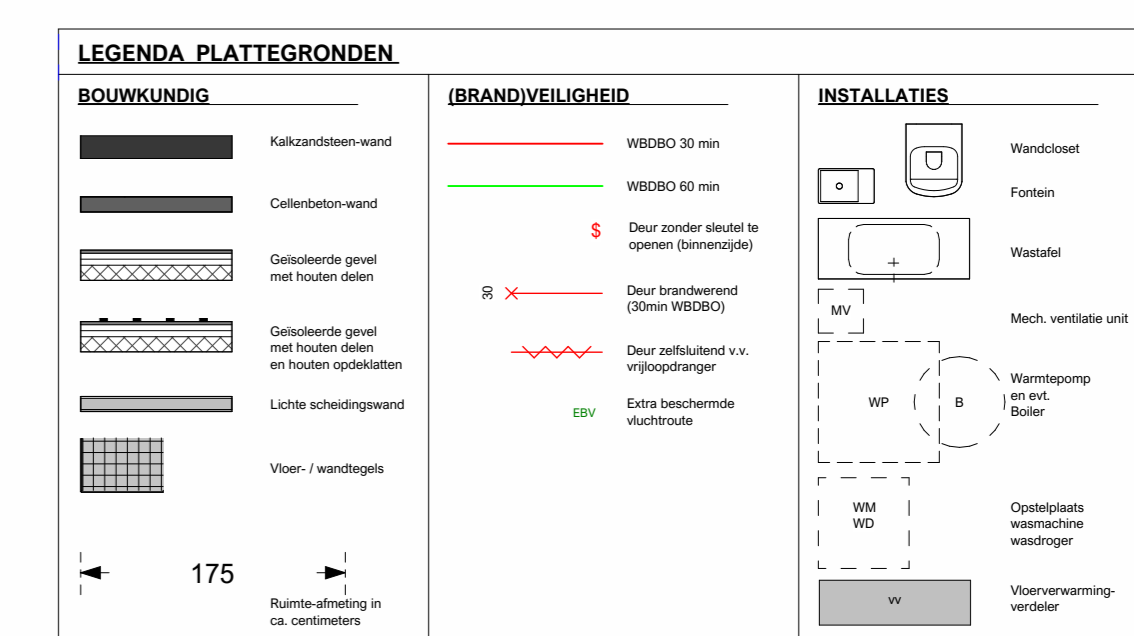 LEGENDA PLATTEGRONDEN
BOUWKUNDIG
Kalkzandsteen-wand
Cellenbeton-wand
Geïsoleerde gevel
met houten delen
Geïsoleerde gevel
met houten delen
en houten opdeklatten
Lichte scheidingswand
Vloer- / wandtegels
175
Ruimte-afmeting in
ca. centimeters
(BRAND)VEILIGHEID
WBDBO 30 min
WBDBO 60 min
$
Deur zonder sleutel te
openen (binnenzijde)
30
Deur brandwerend
(30min WBDBO)
Deur zelfsluitend v.v.
vrijloopdranger
EBV
Extra beschermde
vluchtroute
INSTALLATIES
Wandcloset
Fontein
Wastafel
MV
Mech. ventilatie unit
WP
B
Warmtepomp
en evt.
Boiler
WM
WD
Opstelplaats
wasmachine
wasdroger
vv
Vloerverwarming-
verdeler